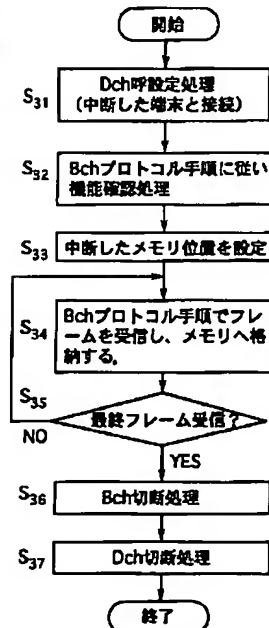 開始
S31
Dch呼設定処理
(中断した端末と接続)
S32
Bchプロトコル手順に従い
機能確認処理
S33
中断したメモリ位置を設定
S34
Bchプロトコル手順でフレ
ームを受信し、メモリへ格
納する。
S35
最終フレーム受信?
NO
YES
S36
Bch切断処理
S37
Dch切断処理
終了